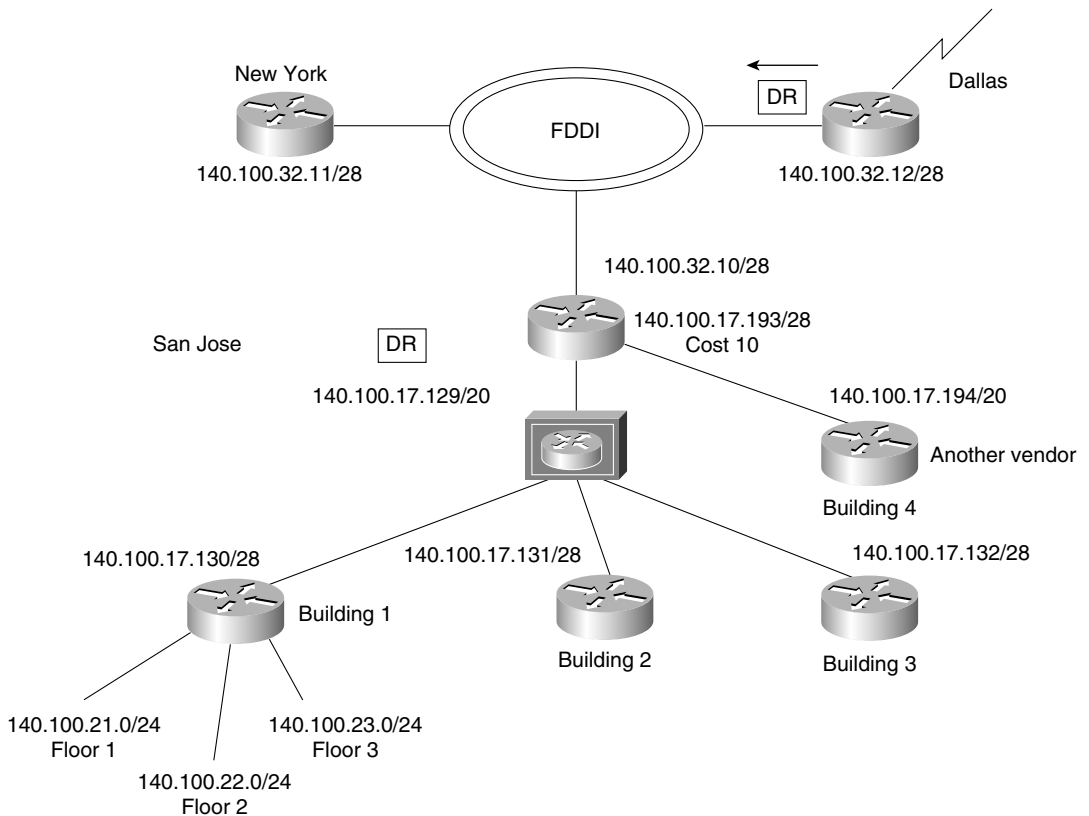 New York
DR
Dallas
FDDI
140.100.32.11/28
140.100.32.12/28
140.100.32.10/28
140.100.17.193/28
Cost 10
San Jose
DR
140.100.17.129/20
140.100.17.194/20
Another vendor
Building 4
140.100.17.130/28
140.100.17.131/28
140.100.17.132/28
Building 1
Building 2
Building 3
140.100.21.0/24
Floor 1
140.100.23.0/24
Floor 3
140.100.22.0/24
Floor 2